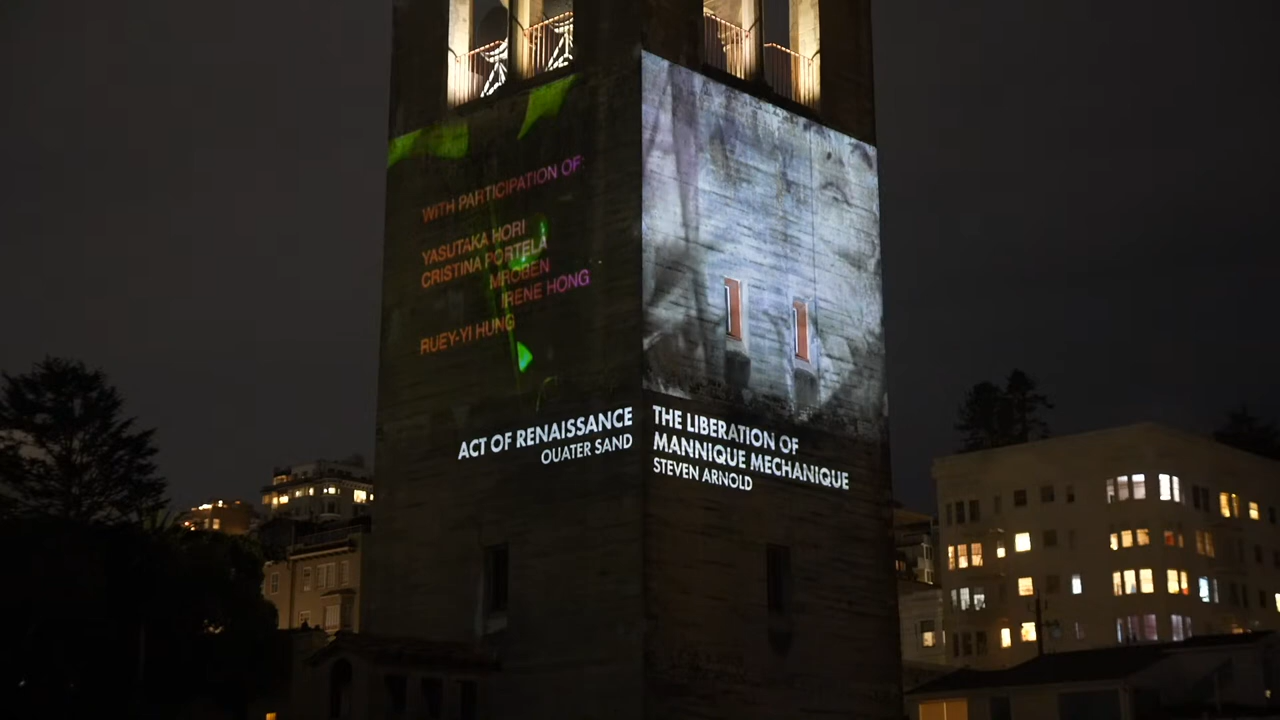 WITH PARTICIPATION OF:
YASUTAKA HORI
CRISTINA PORTELA
MROBEN
IRENE HONG
RUEY-YI HUNG
ACT OF RENAISSANCE
OUATER SAND
THE LIBERATION OF
MANNIQUE MECHANIQUE
STEVEN ARNOLD